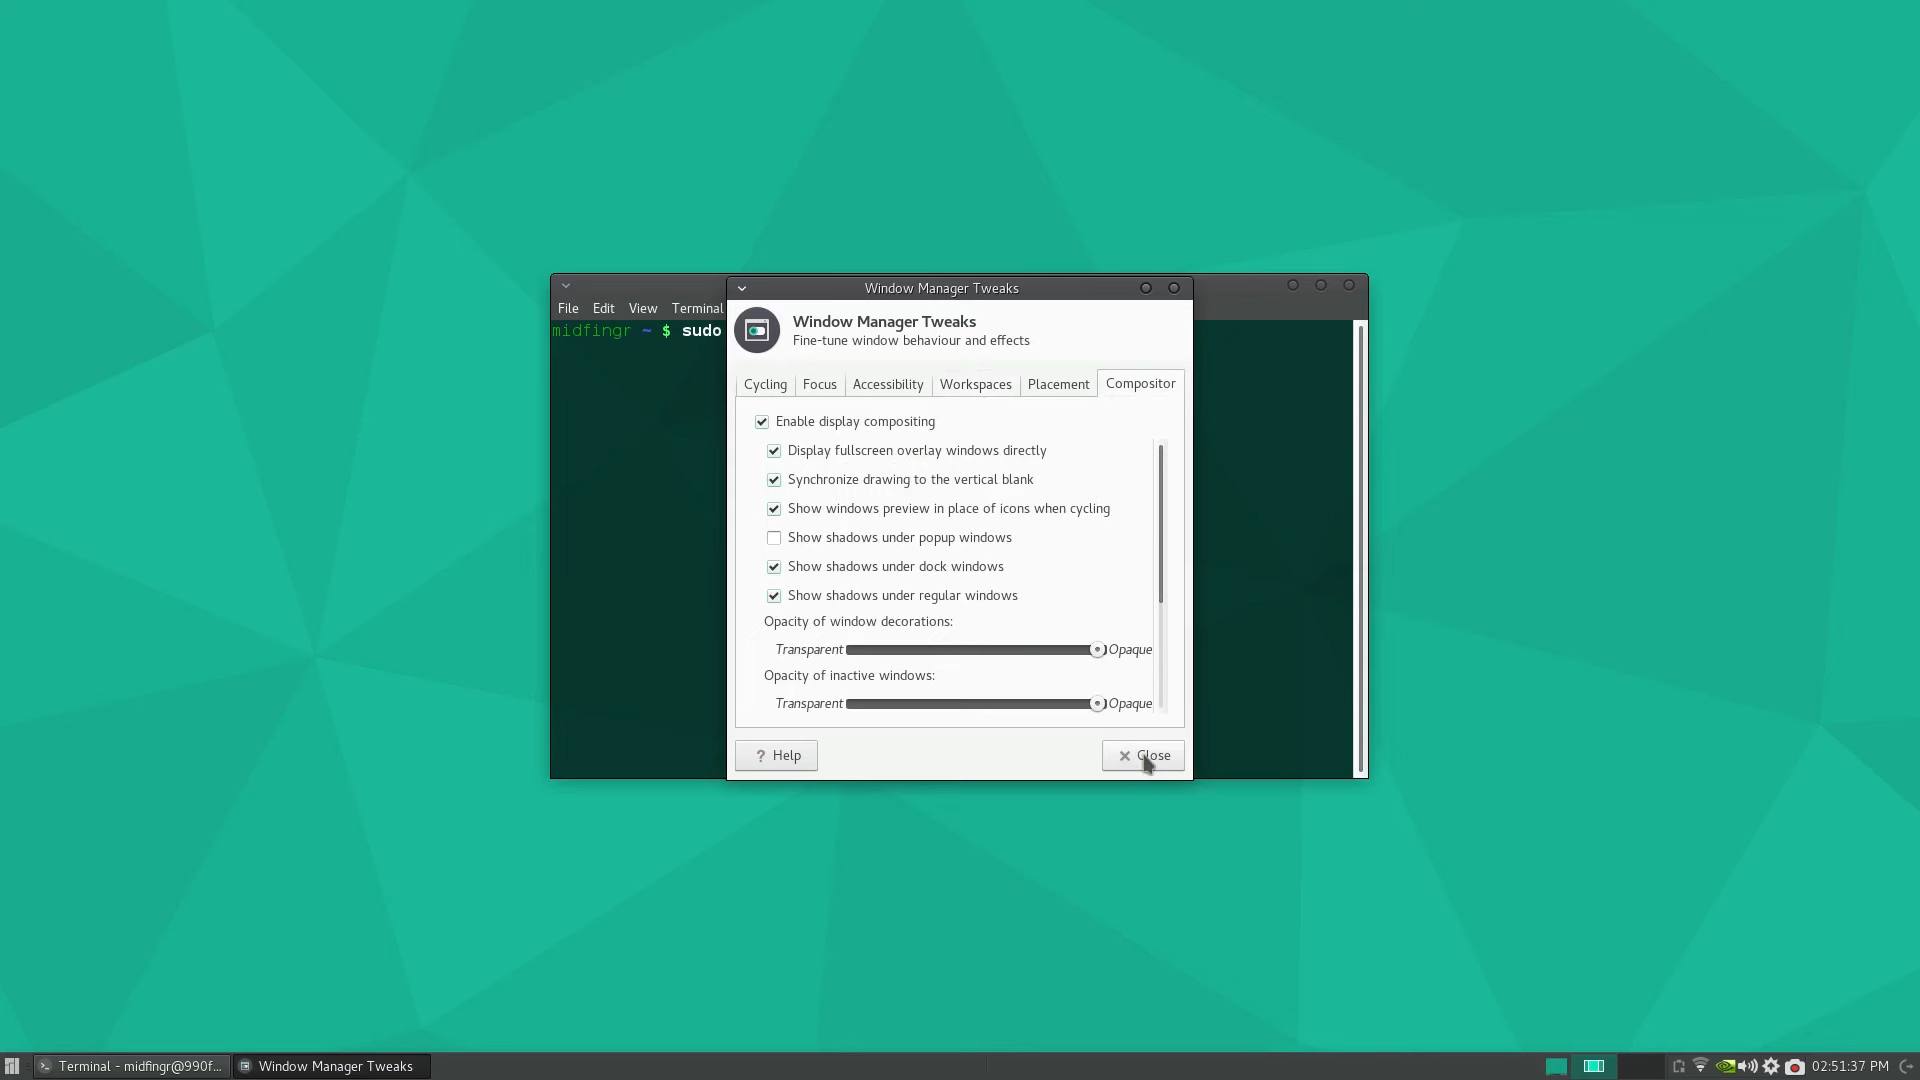 Window Manager Tweaks
File Edit View Terminal
midfingr ~ $ sudo
Window Manager Tweaks
Fine-tune window behaviour and effects
Cycling Focus Accessibility Workspaces Placement Compositor
Enable display compositing
Display fullscreen overlay windows directly
Synchronize drawing to the vertical blank
Show windows preview in place of icons when cycling
Show shadows under popup windows
Show shadows under dock windows
Show shadows under regular windows
Opacity of window decorations:
Transparent Opaque
Opacity of inactive windows:
Transparent Opaque
? Help
Close
Terminal - midfingr@990f...
Window Manager Tweaks
02:51:37 PM